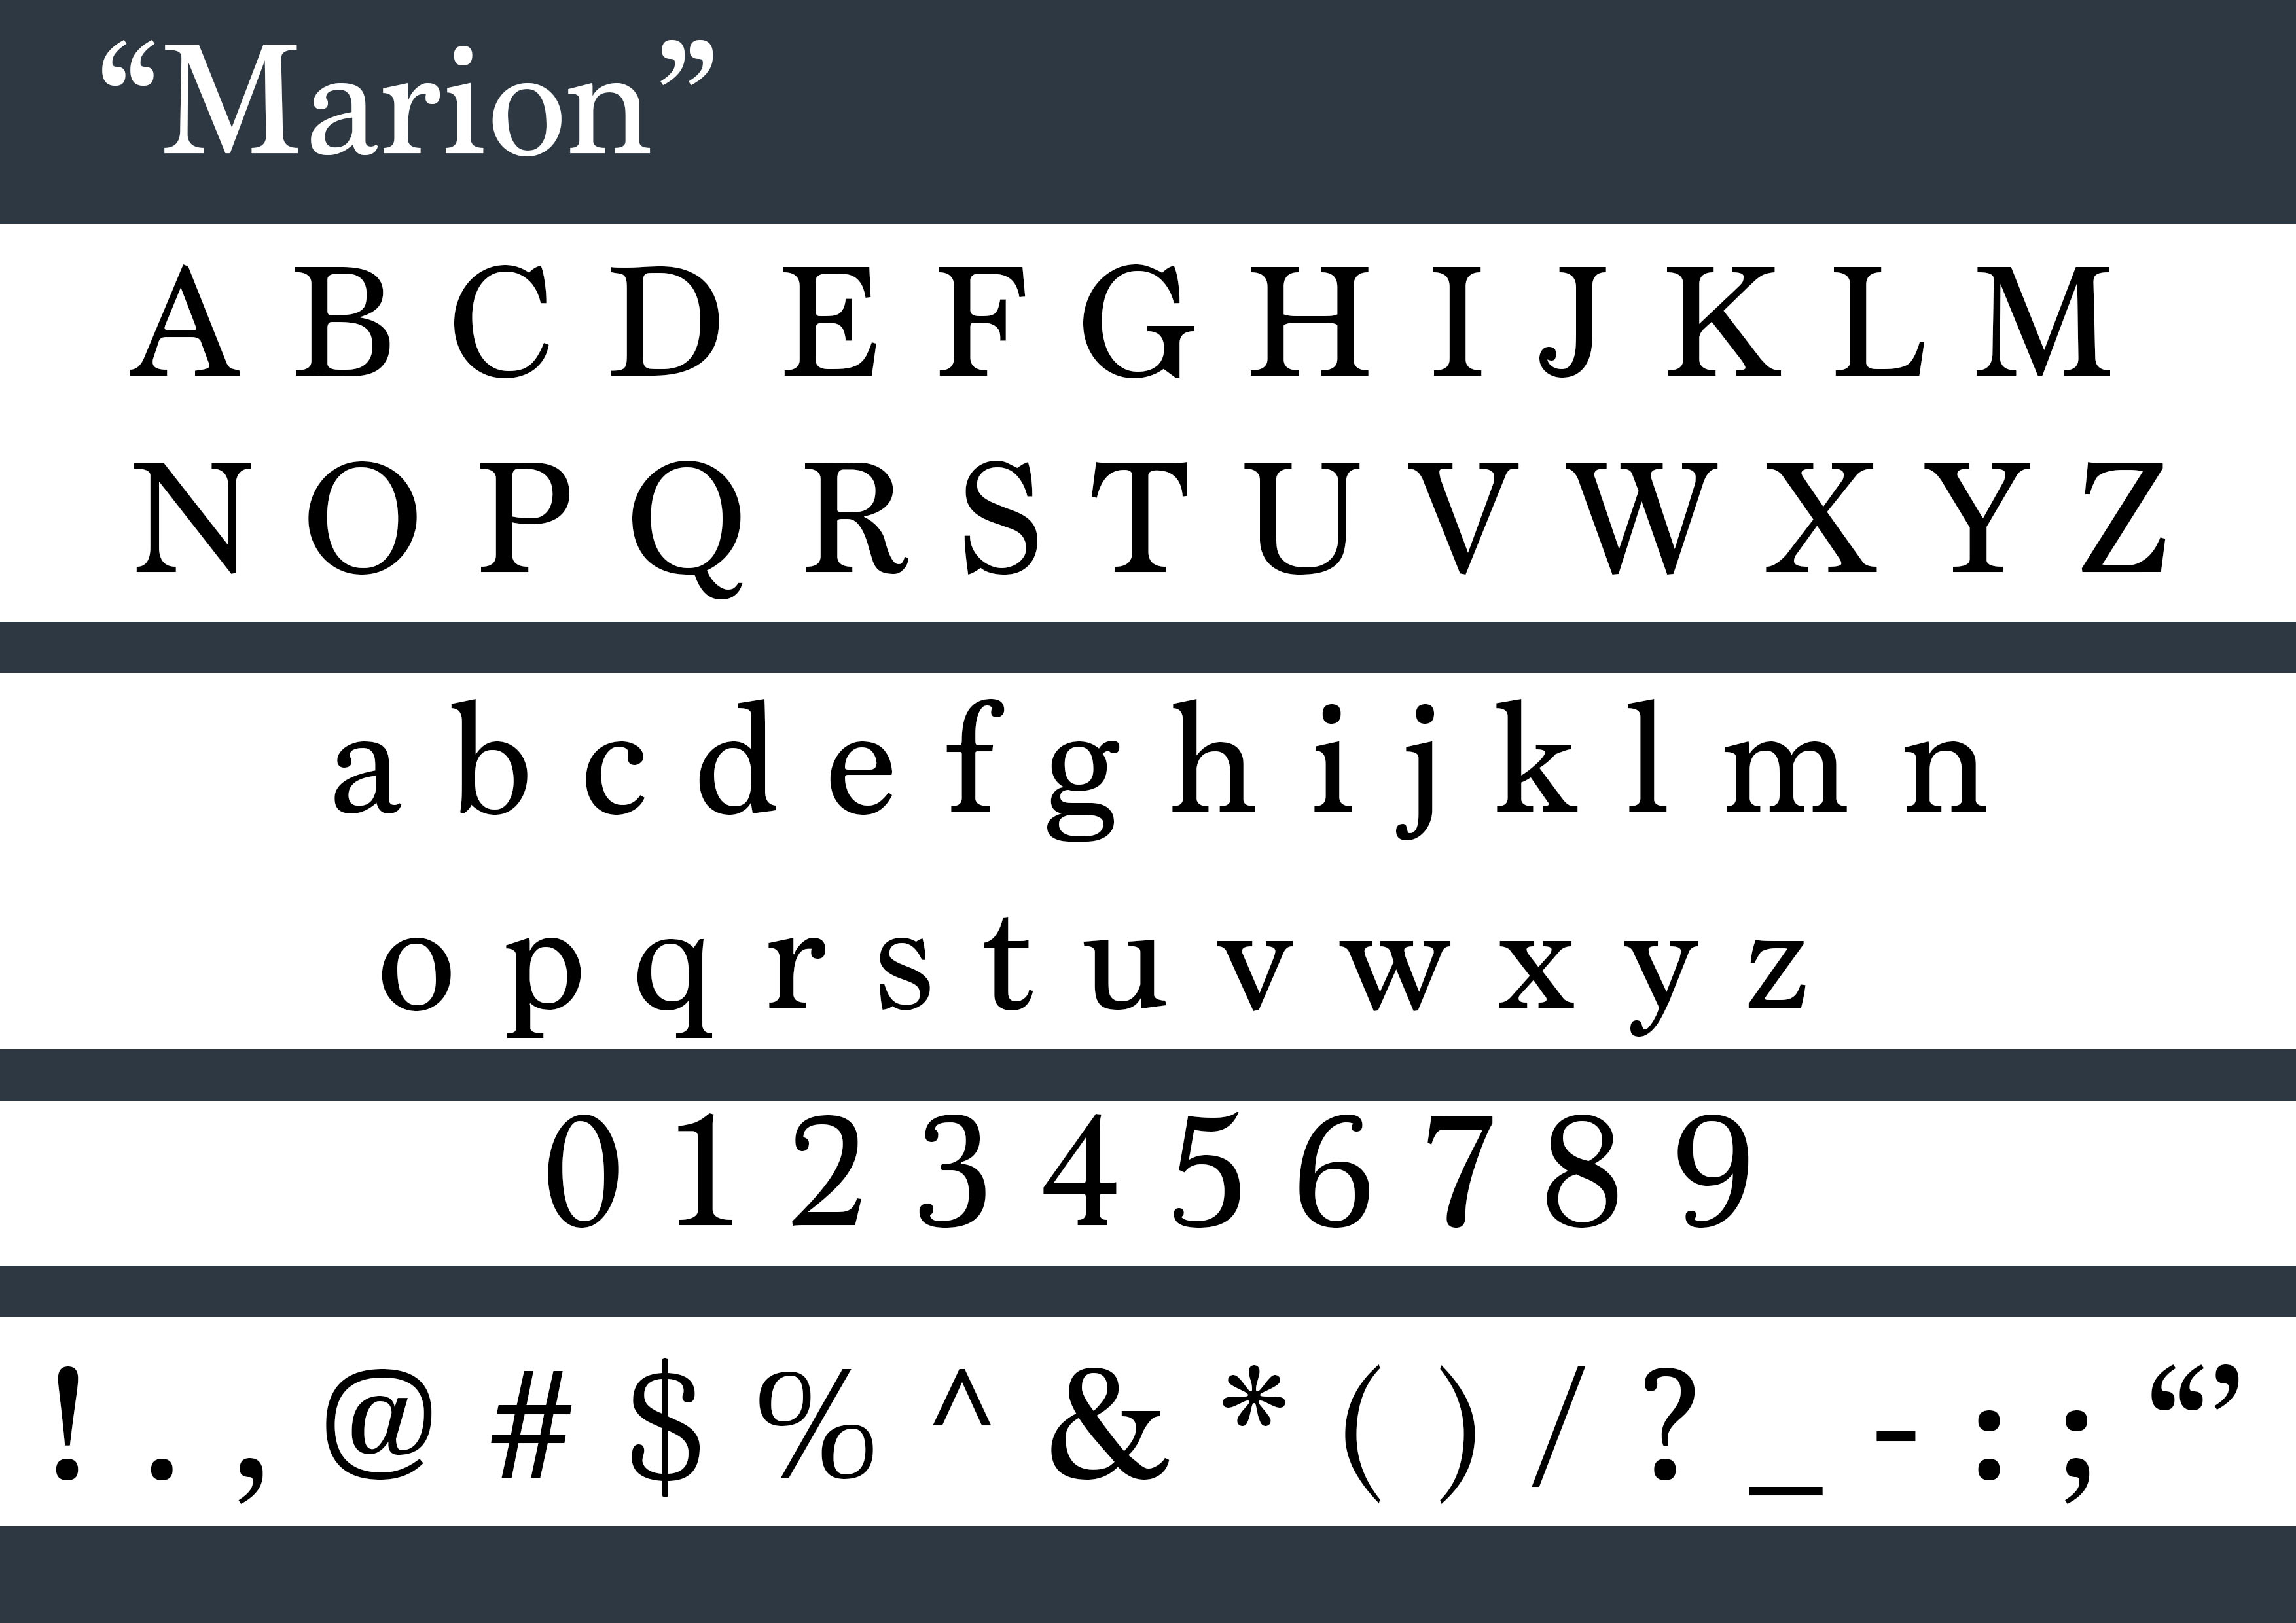 “Marion”
A B C D E F G H I J K L M
N O P Q R S T U V W X Y Z
a b c d e f g h i j k l m n
o p q r s t u v w x y z
0 1 2 3 4 5 6 7 8 9
! . , @ # $ % ^ & * ( ) / ? _ - : ; “’